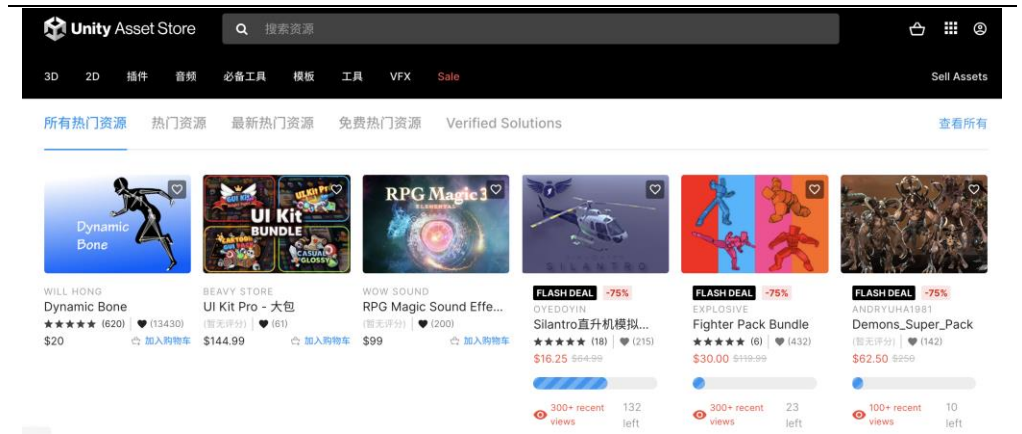 Unity Asset Store
搜索资源
3D 2D 插件 音频 必备工具 模板 工具 VFX Sale Sell Assets
所有热门资源 热门资源 最新热门资源 免费热门资源 Verified Solutions 查看所有
Dynamic
Bone
WILL HONG
Dynamic Bone
★★★★★ (620) | ♥ (13430)
$20 加入购物车
UI Kit
BUNDLE
CASUAL
GLOSSY
BEAVY STORE
UI Kit Pro - 大包
(暂无评分) | ♥ (61)
$144.99 加入购物车
RPG Magic 3
WOW SOUND
RPG Magic Sound Effe...
(暂无评分) | ♥ (200)
$99 加入购物车
SILANTRO
FLASH DEAL -75%
OYEDOYIN
Silantro直升机模拟...
★★★★★ (18) | ♥ (215)
$16.25 $64.99
300+ recent views 132 left
FLASH DEAL -75%
EXPLOSIVE
Fighter Pack Bundle
★★★★★ (6) | ♥ (432)
$30.00 $119.99
300+ recent views 23 left
FLASH DEAL -75%
ANDRYUHA1981
Demons_Super_Pack
(暂无评分) | ♥ (142)
$62.50 $250
100+ recent views 10 left